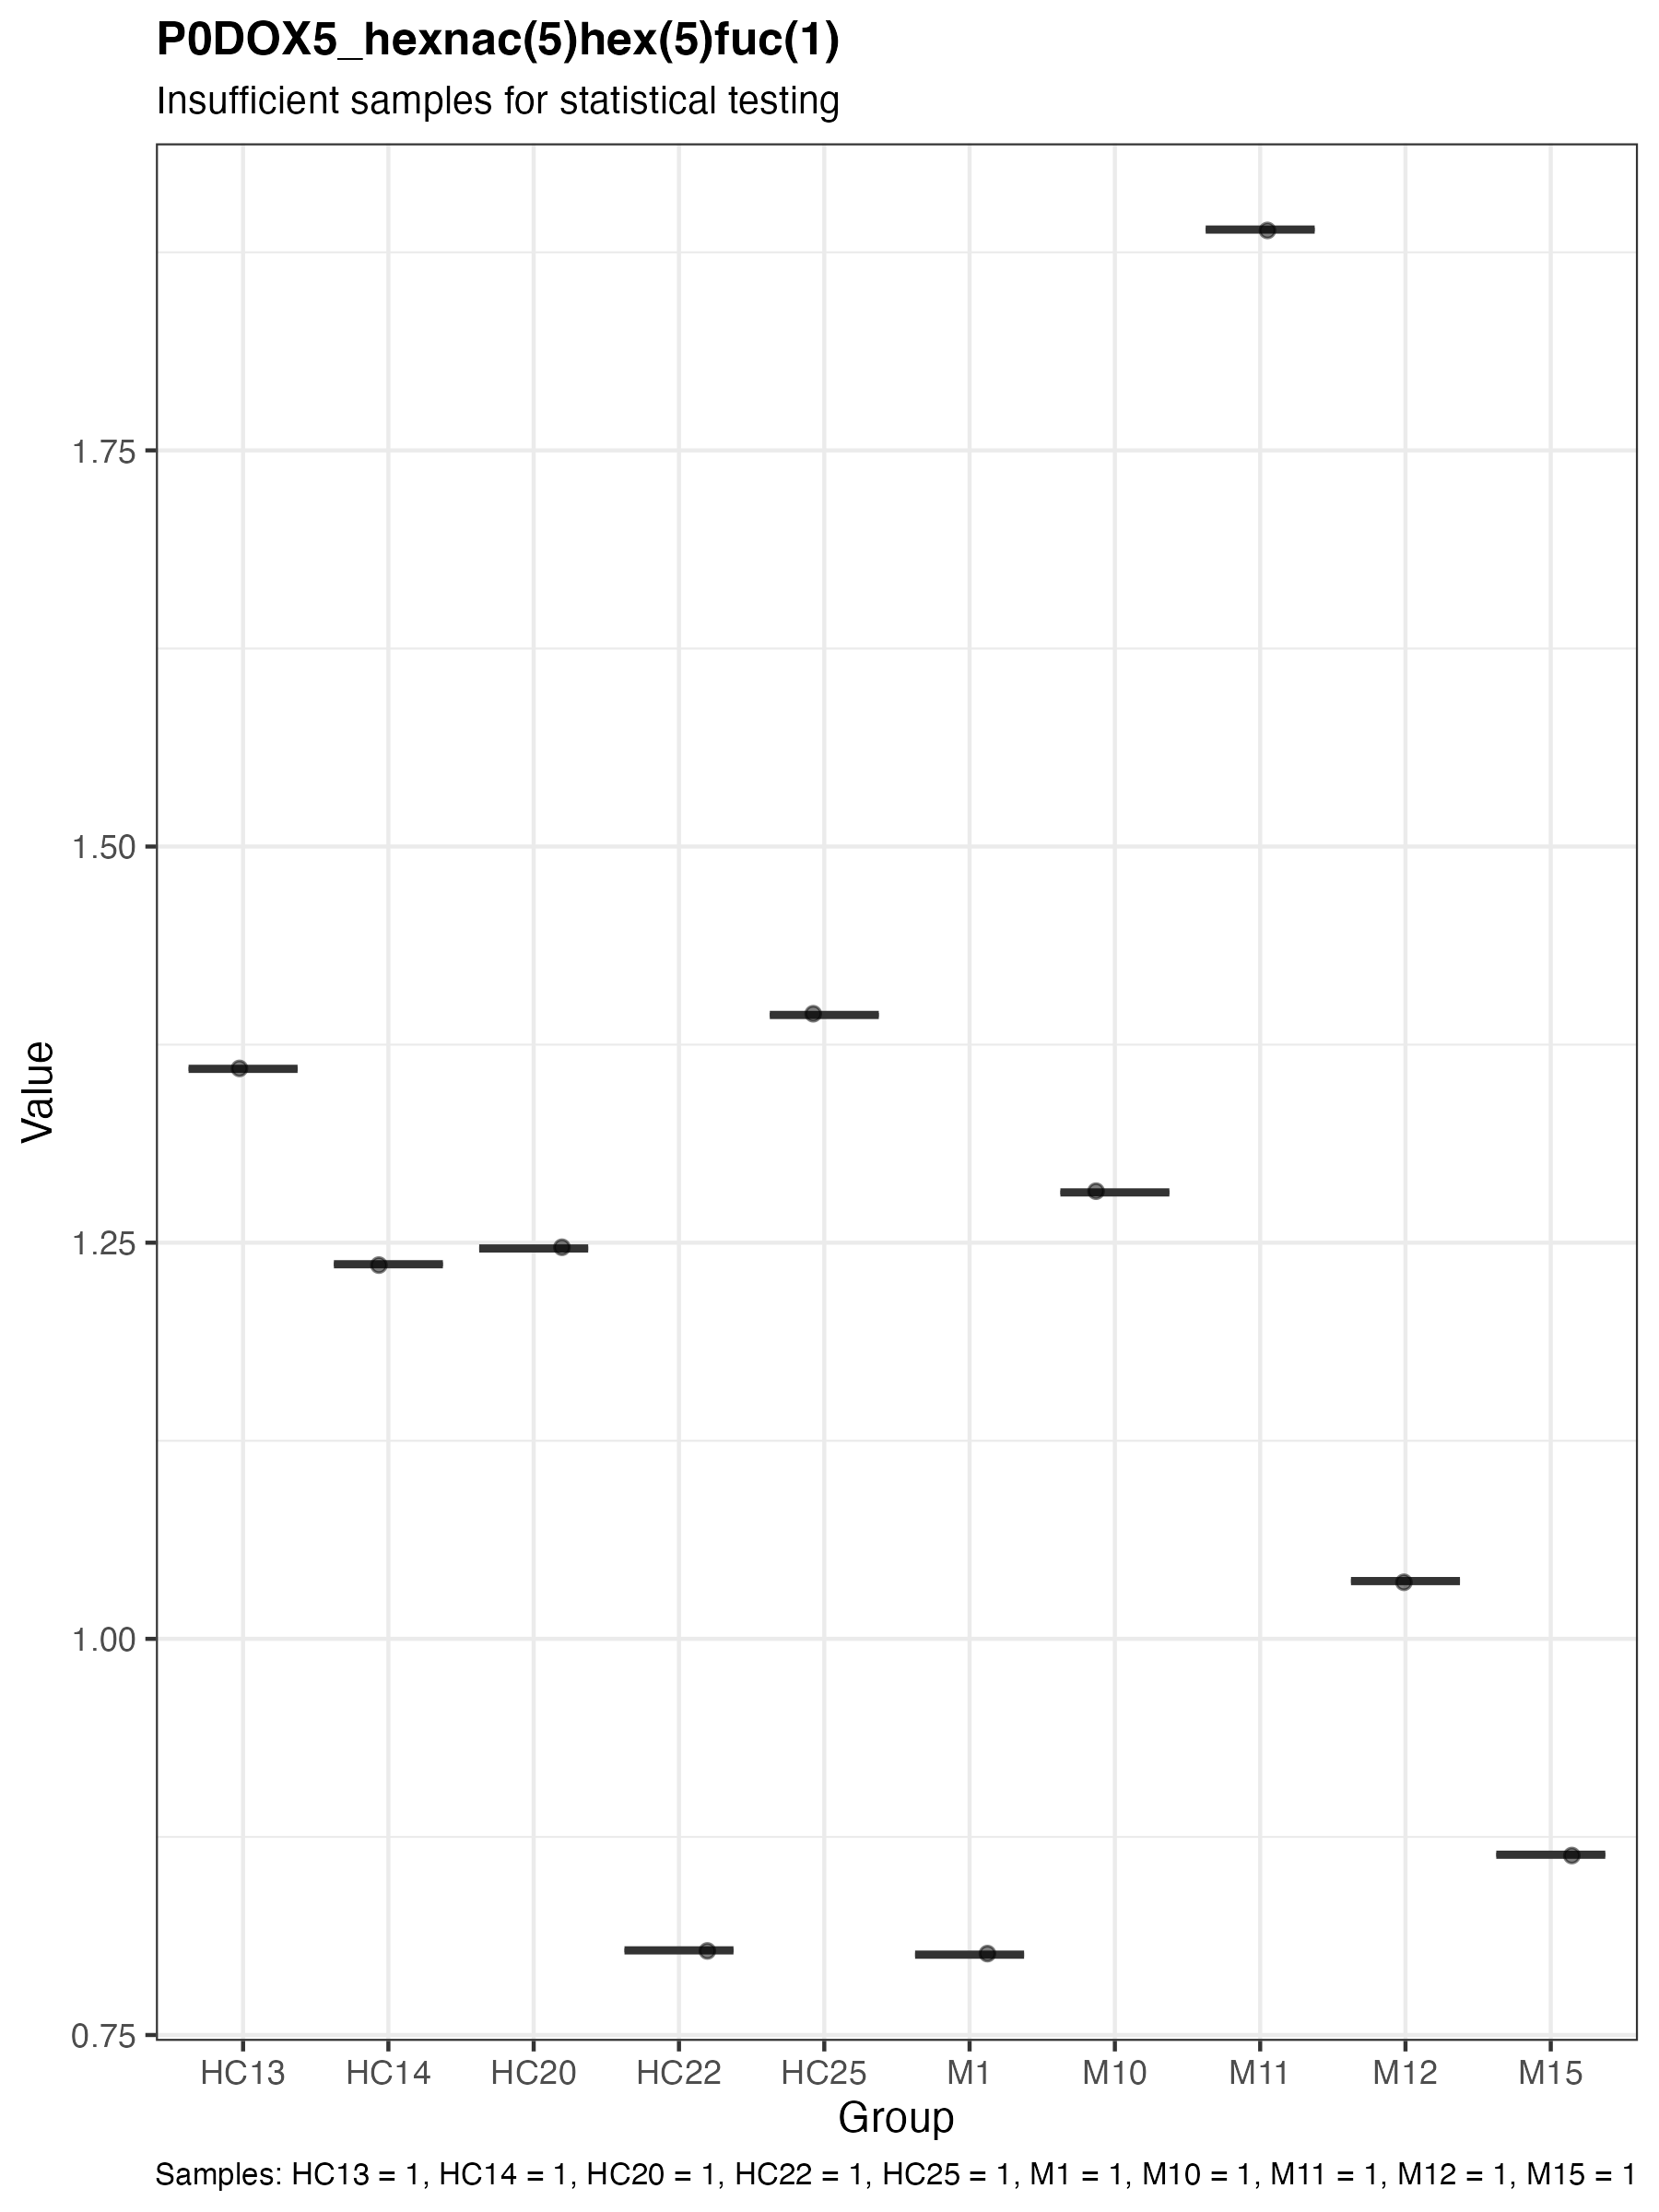 P0DOX5_hexnac(5)hex(5)fuc(1)
Insufficient samples for statistical testing
1.75
1.50
1.25
1.00
0.75
Value
HC13 HC14 HC20 HC22 HC25 M1 M10 M11 M12 M15
Group
Samples: HC13 = 1, HC14 = 1, HC20 = 1, HC22 = 1, HC25 = 1, M1 = 1, M10 = 1, M11 = 1, M12 = 1, M15 = 1